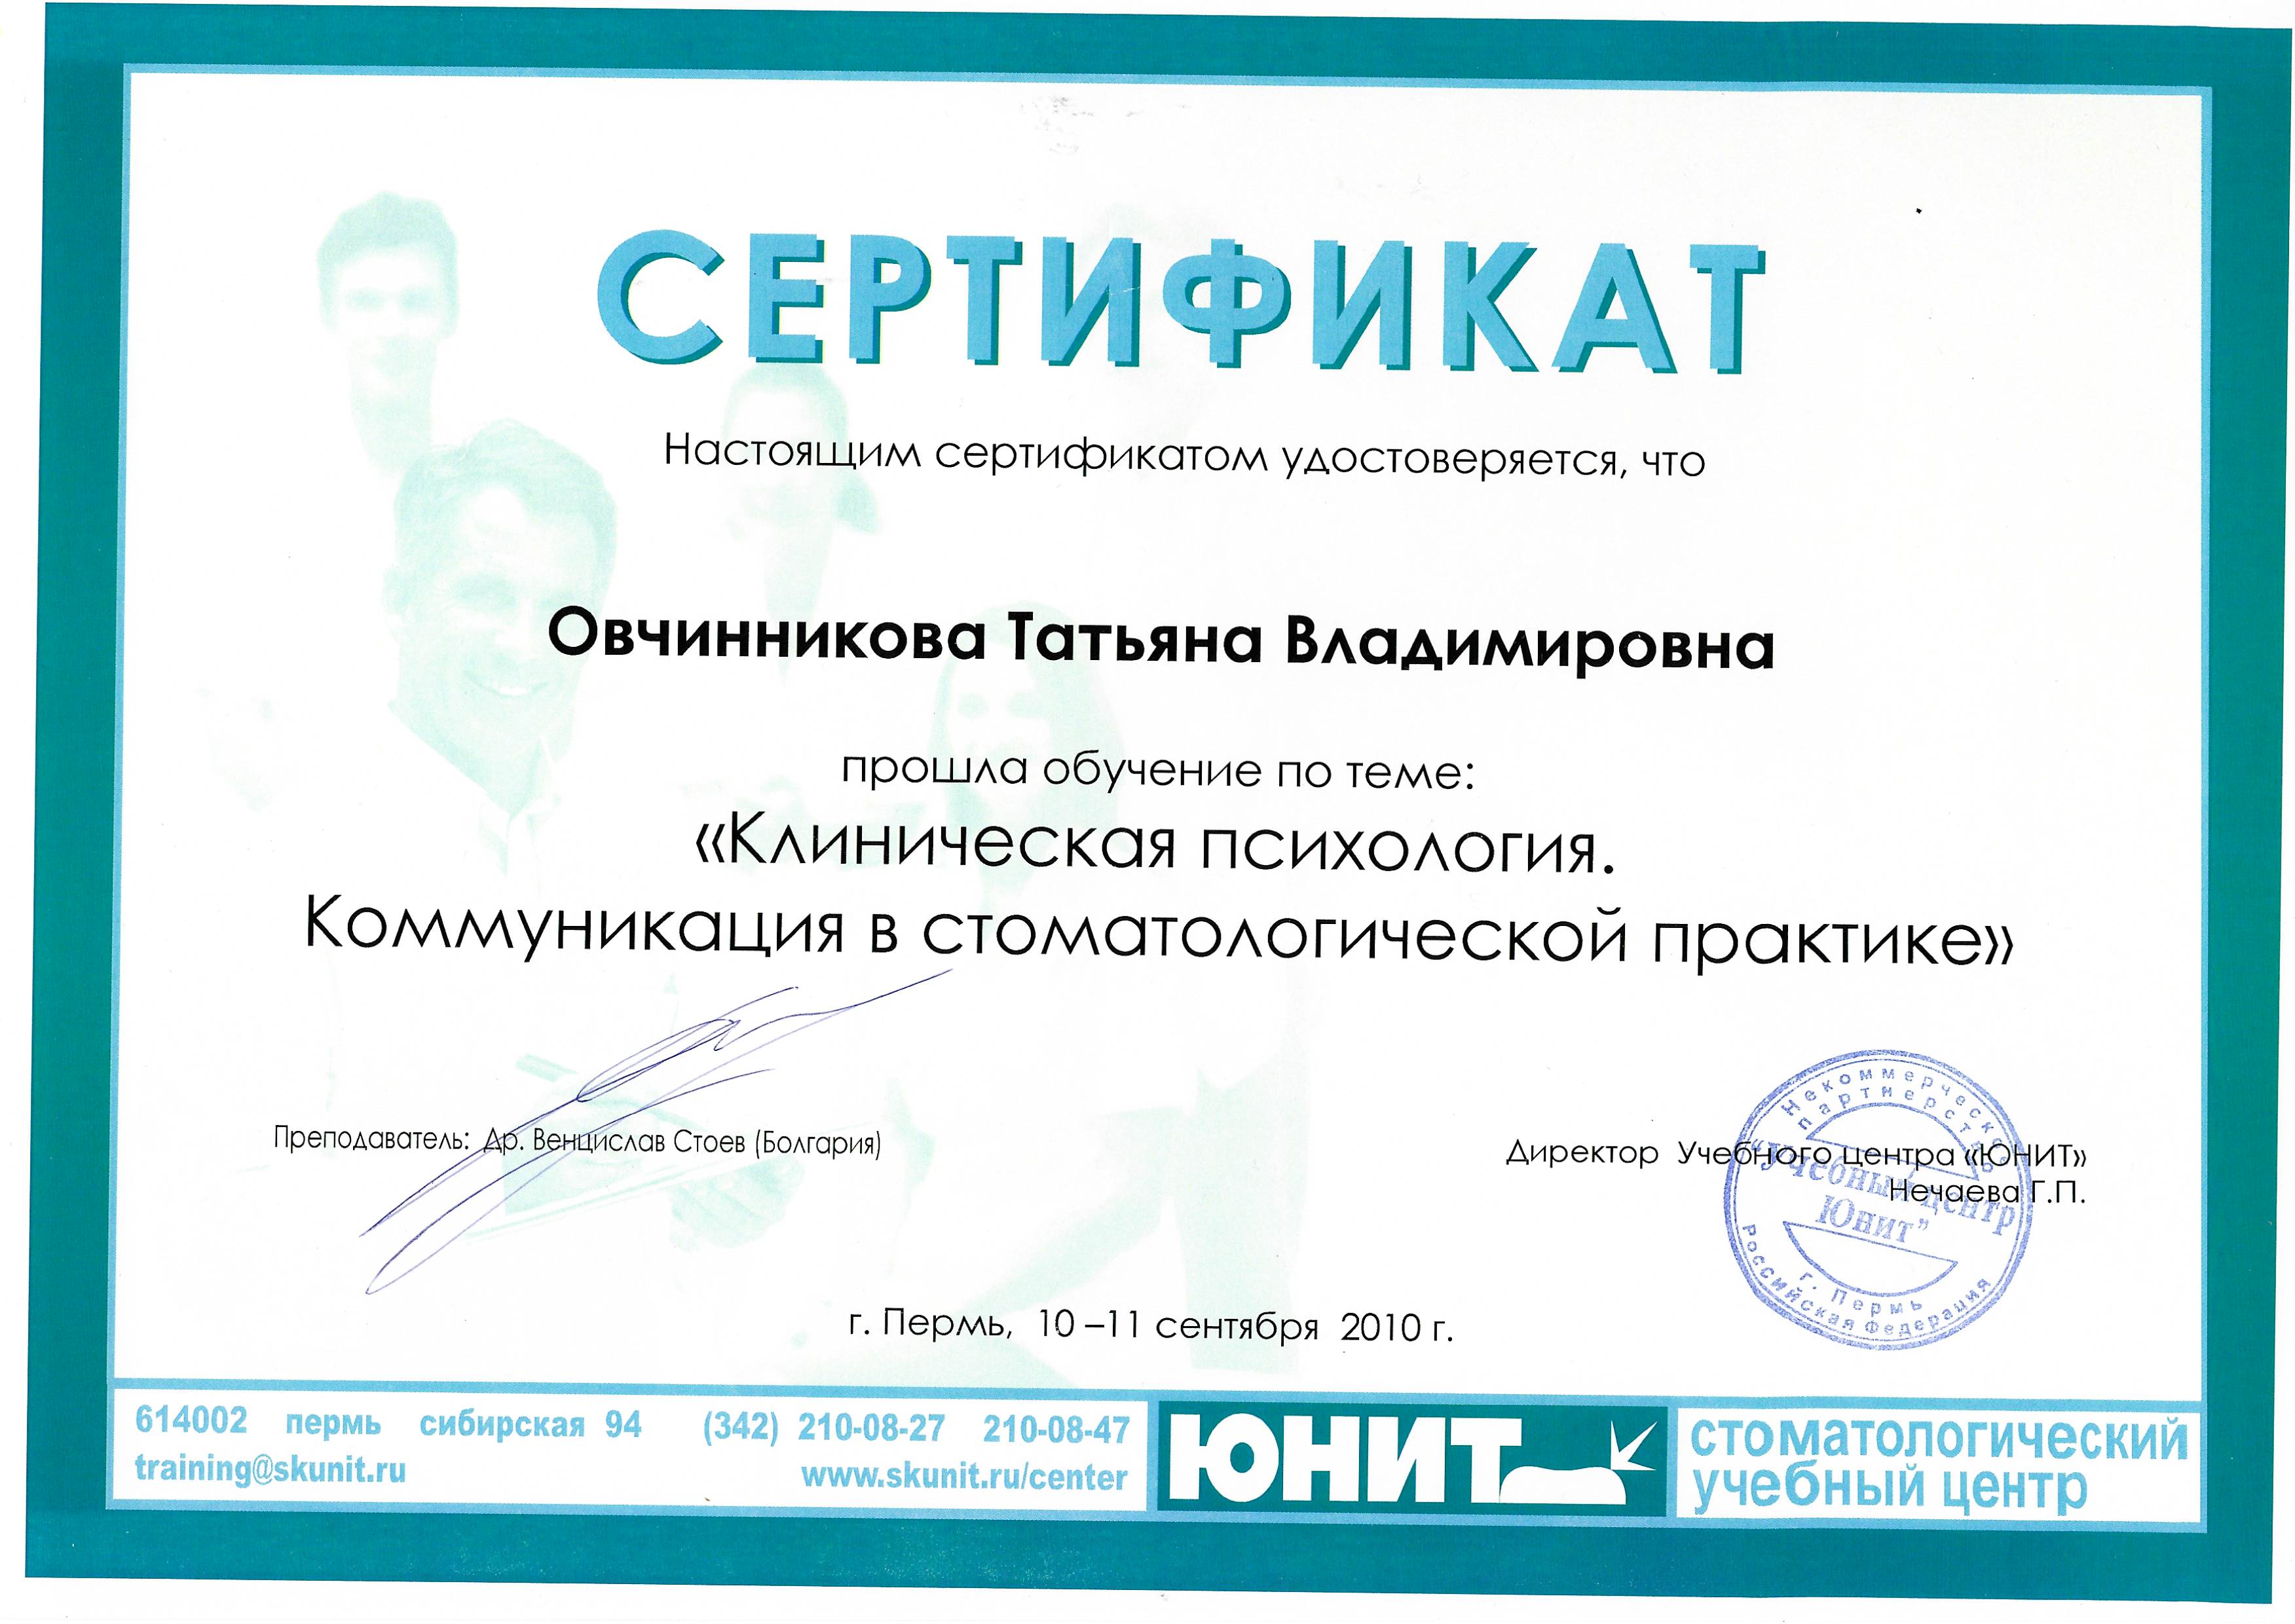 СЕРТИФИКАТ
Настоящим сертификатом удостоверяется, что
Овчинникова Татьяна Владимировна
прошла обучение по теме:
«Клиническая психология.
Коммуникация в стоматологической практике»
Преподаватель: Др. Венцислав Стоев (Болгария)
Директор Учебного центра «ЮНИТ»
Нечаева Г.П.
Некоммерческое
партнерство
"Учебный центр
Юнит"
г. Пермь
Российская Федерация
г. Пермь, 10 –11 сентября 2010 г.
614002 пермь сибирская 94 (342) 210-08-27 210-08-47
training@skunit.ru www.skunit.ru/center
ЮНИТ
стоматологический
учебный центр